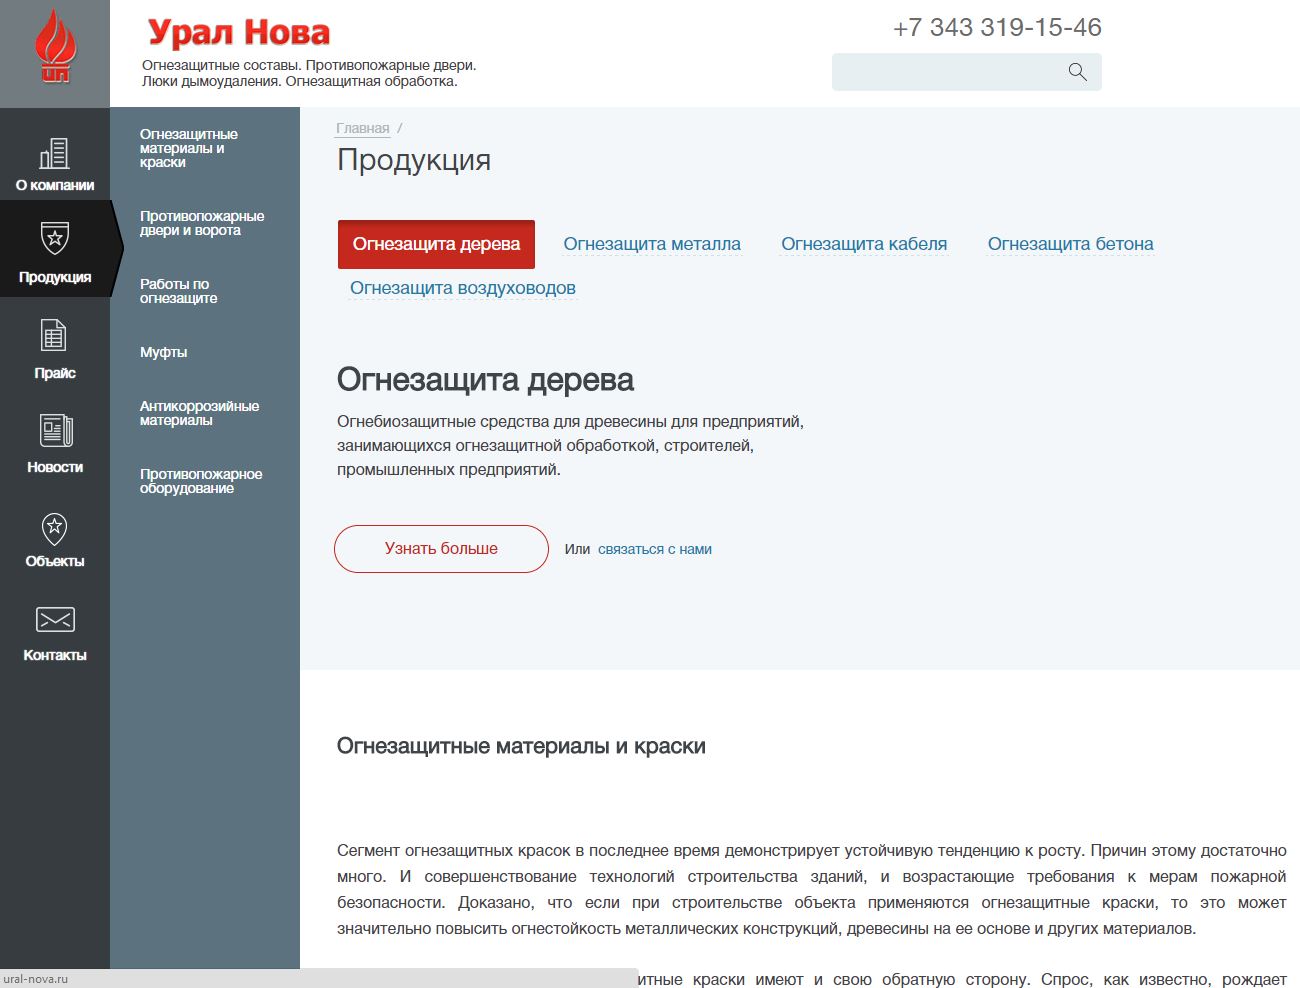 Урал Нова
Огнезащитные составы. Противопожарные двери.
Люки дымоудаления. Огнезащитная обработка.
+7 343 319-15-46
О компании
Продукция
Прайс
Новости
Объекты
Контакты
Огнезащитные
материалы и
краски
Противопожарные
двери и ворота
Работы по
огнезащите
Муфты
Антикоррозийные
материалы
Противопожарное
оборудование
Главная /
Продукция
Огнезащита дерева
Огнезащита металла
Огнезащита кабеля
Огнезащита бетона
Огнезащита воздуховодов
Огнезащита дерева
Огнебиозащитные средства для древесины для предприятий,
занимающихся огнезащитной обработкой, строителей,
промышленных предприятий.
Узнать больше
Или связаться с нами
Огнезащитные материалы и краски
Сегмент огнезащитных красок в последнее время демонстрирует устойчивую тенденцию к росту. Причин этому достаточно
много. И совершенствование технологий строительства зданий, и возрастающие требования к мерам пожарной
безопасности. Доказано, что если при строительстве объекта применяются огнезащитные краски, то это может
значительно повысить огнестойкость металлических конструкций, древесины на ее основе и других материалов.
итные краски имеют и свою обратную сторону. Спрос, как известно, рождает
ural-nova.ru